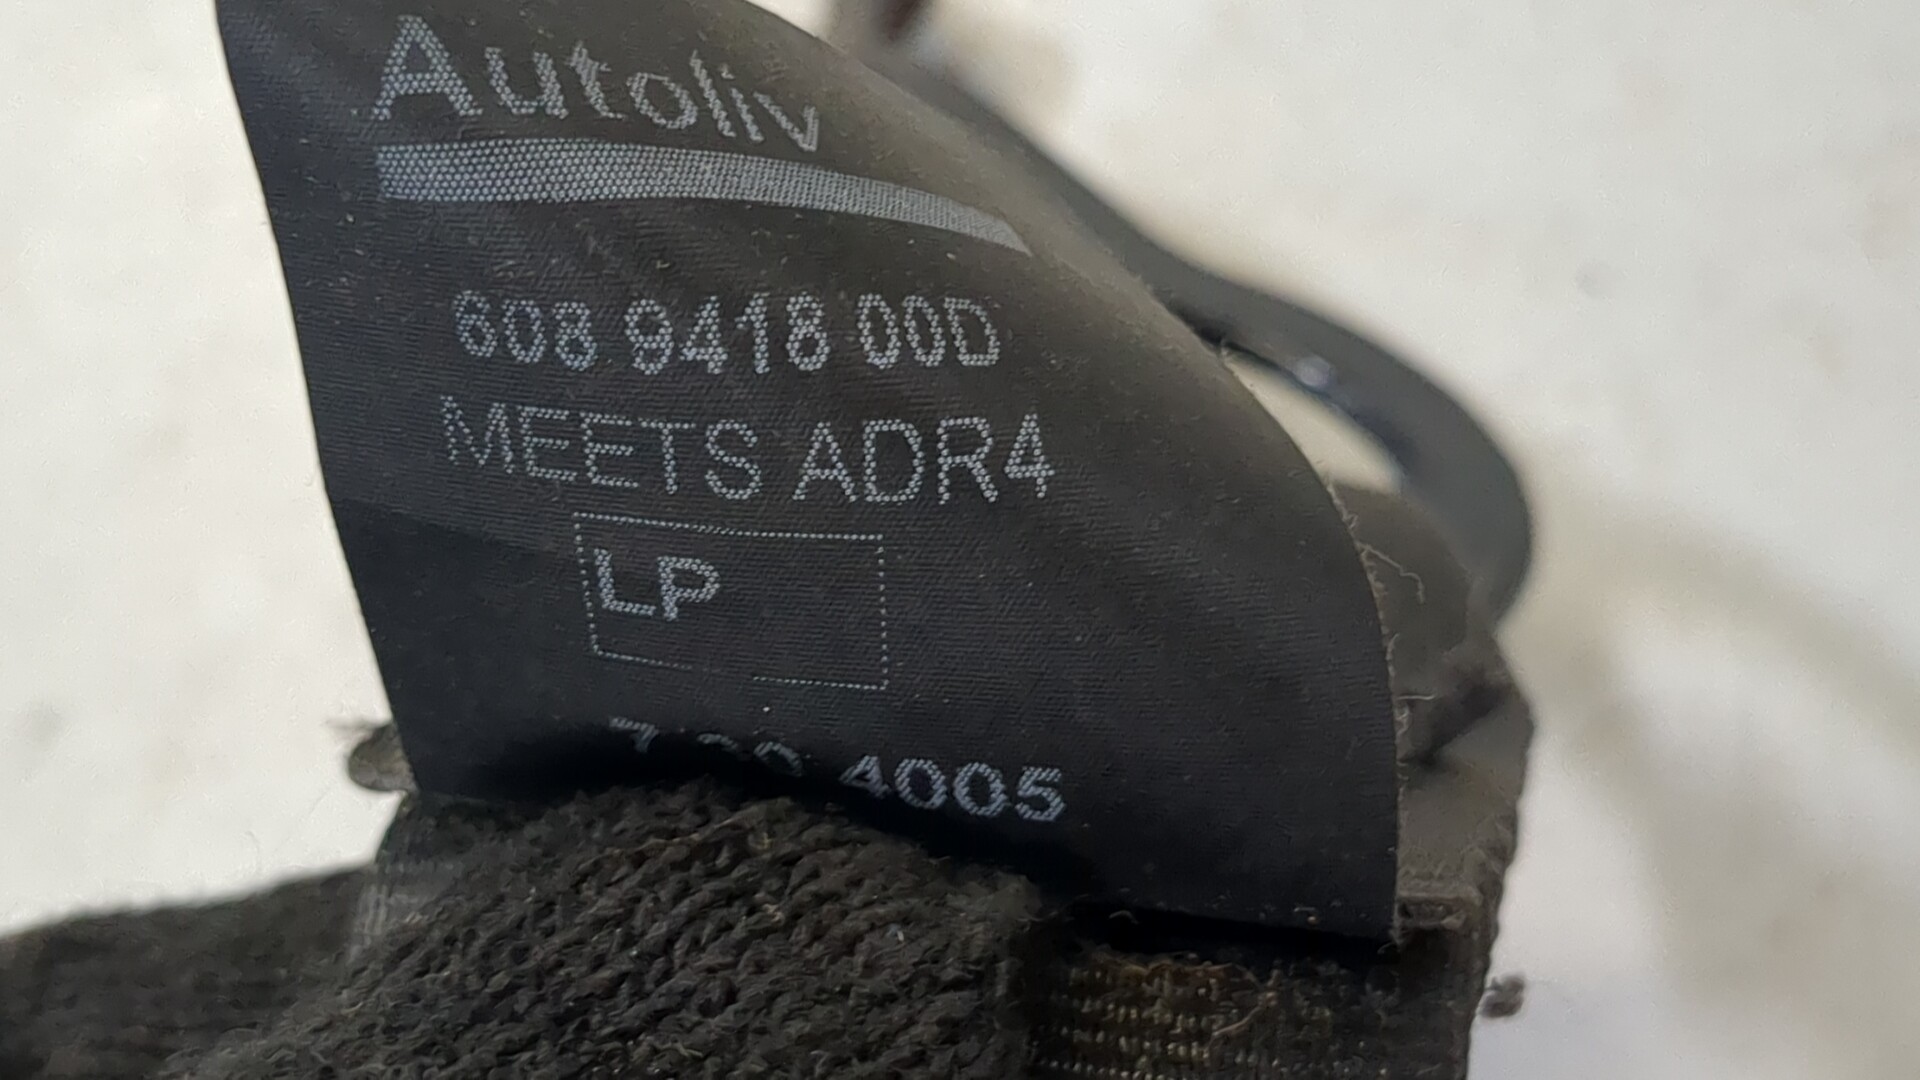 Autoliv
608 9418 00D
MEETS ADR4
LP
4005